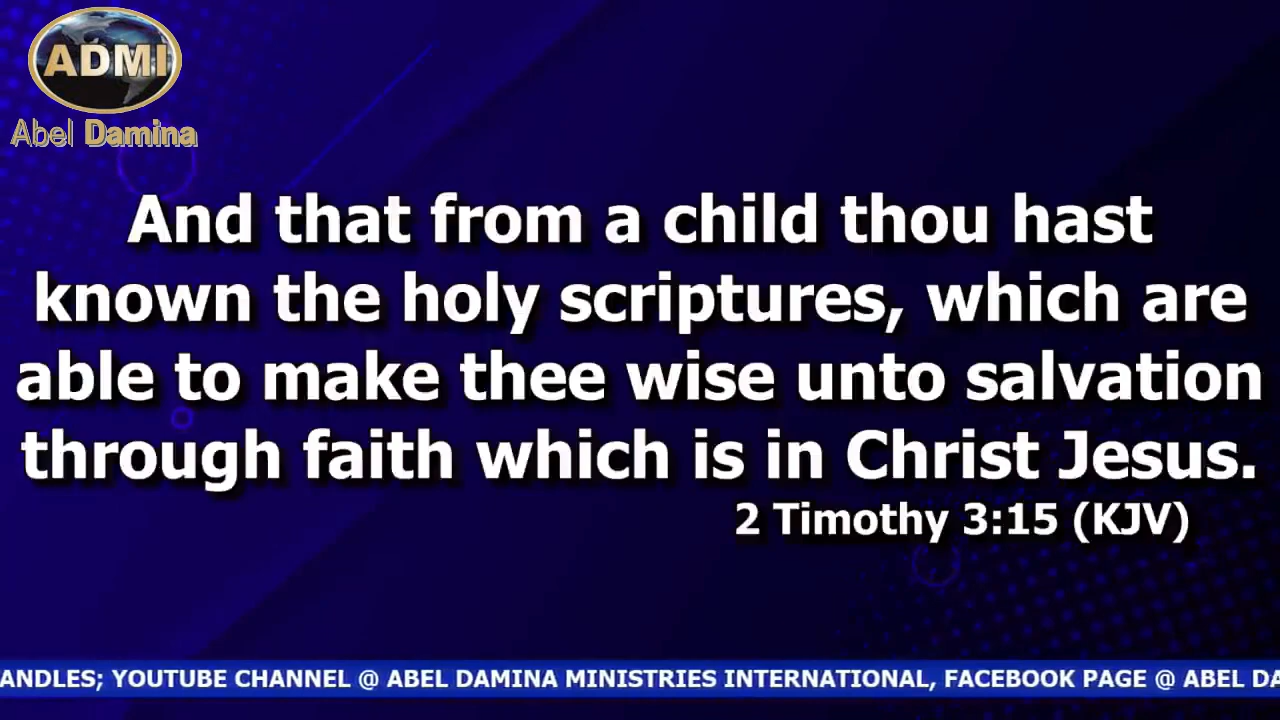 ADMI
Abel Damina
And that from a child thou hast
known the holy scriptures, which are
able to make thee wise unto salvation
through faith which is in Christ Jesus.
2 Timothy 3:15 (KJV)
ANDLES; YOUTUBE CHANNEL @ ABEL DAMINA MINISTRIES INTERNATIONAL, FACEBOOK PAGE @ ABEL DA